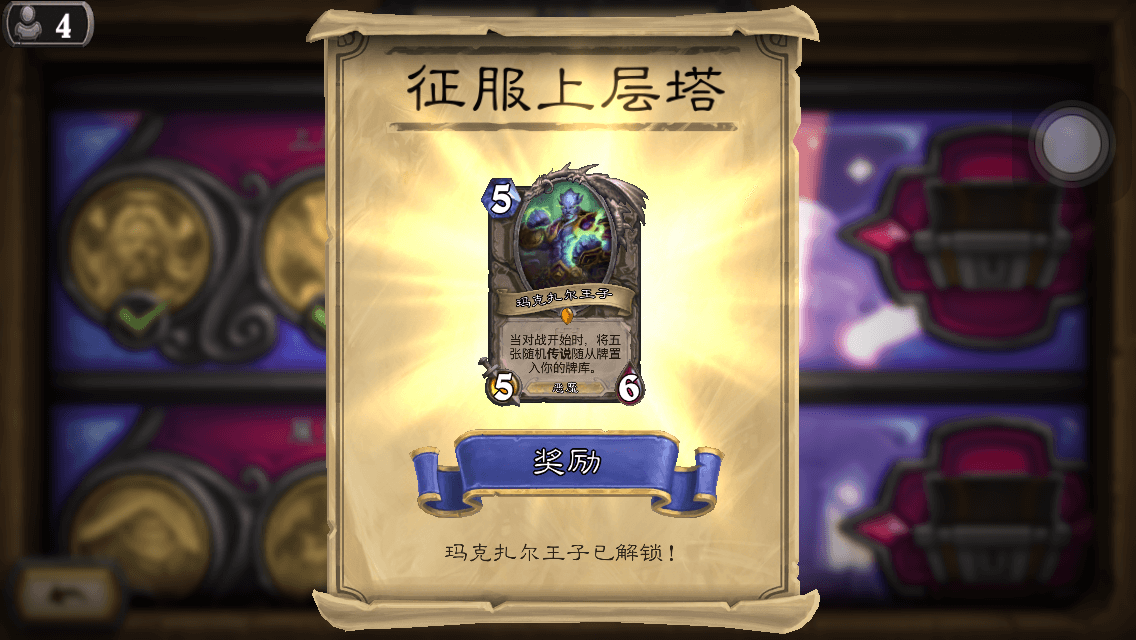 4
征服上层塔
5
玛克扎尔王子
当对战开始时，将五
张随机传说随从牌置
入你的牌库。
5
恶魔
6
奖励
玛克扎尔王子已解锁！